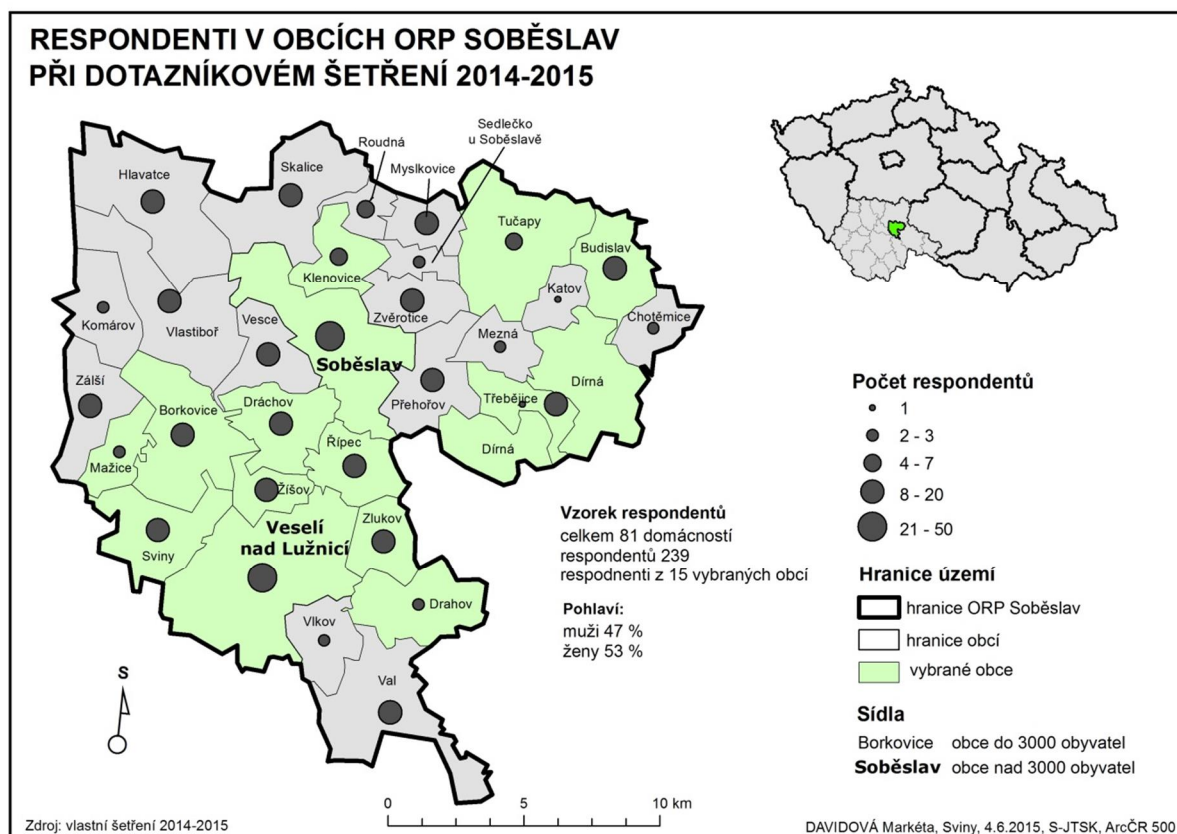 RESPONDENTI V OBCÍCH ORP SOBĚSLAV
PŘI DOTAZNÍKOVÉM ŠETŘENÍ 2014-2015
Sedlečko
u Soběslavě
Roudná
Myslkovice
Skalice
Hlavatce
Tučapy
Budislav
Klenovice
Katov
Chotěmice
Komárov
Vlastiboř
Vesce
Zvěrotice
Mezná
Soběslav
Zálší
Borkovice
Dráchov
Přehořov
Třebějice
Dírná
Dírná
Mažice
Řípec
Žíšov
Sviny
Veselí
nad Lužnicí
Zlukov
Drahov
Vlkov
Val
S
Vzorek respondentů
celkem 81 domácností
respondentů 239
respodnenti z 15 vybraných obcí
Pohlaví:
muži 47 %
ženy 53 %
Počet respondentů
1
2 - 3
4 - 7
8 - 20
21 - 50
Hranice území
hranice ORP Soběslav
hranice obcí
vybrané obce
Sídla
Borkovice obce do 3000 obyvatel
Soběslav obce nad 3000 obyvatel
0 5 10 km
Zdroj: vlastní šetření 2014-2015
DAVIDOVÁ Markéta, Sviny, 4.6.2015, S-JTSK, ArcČR 500